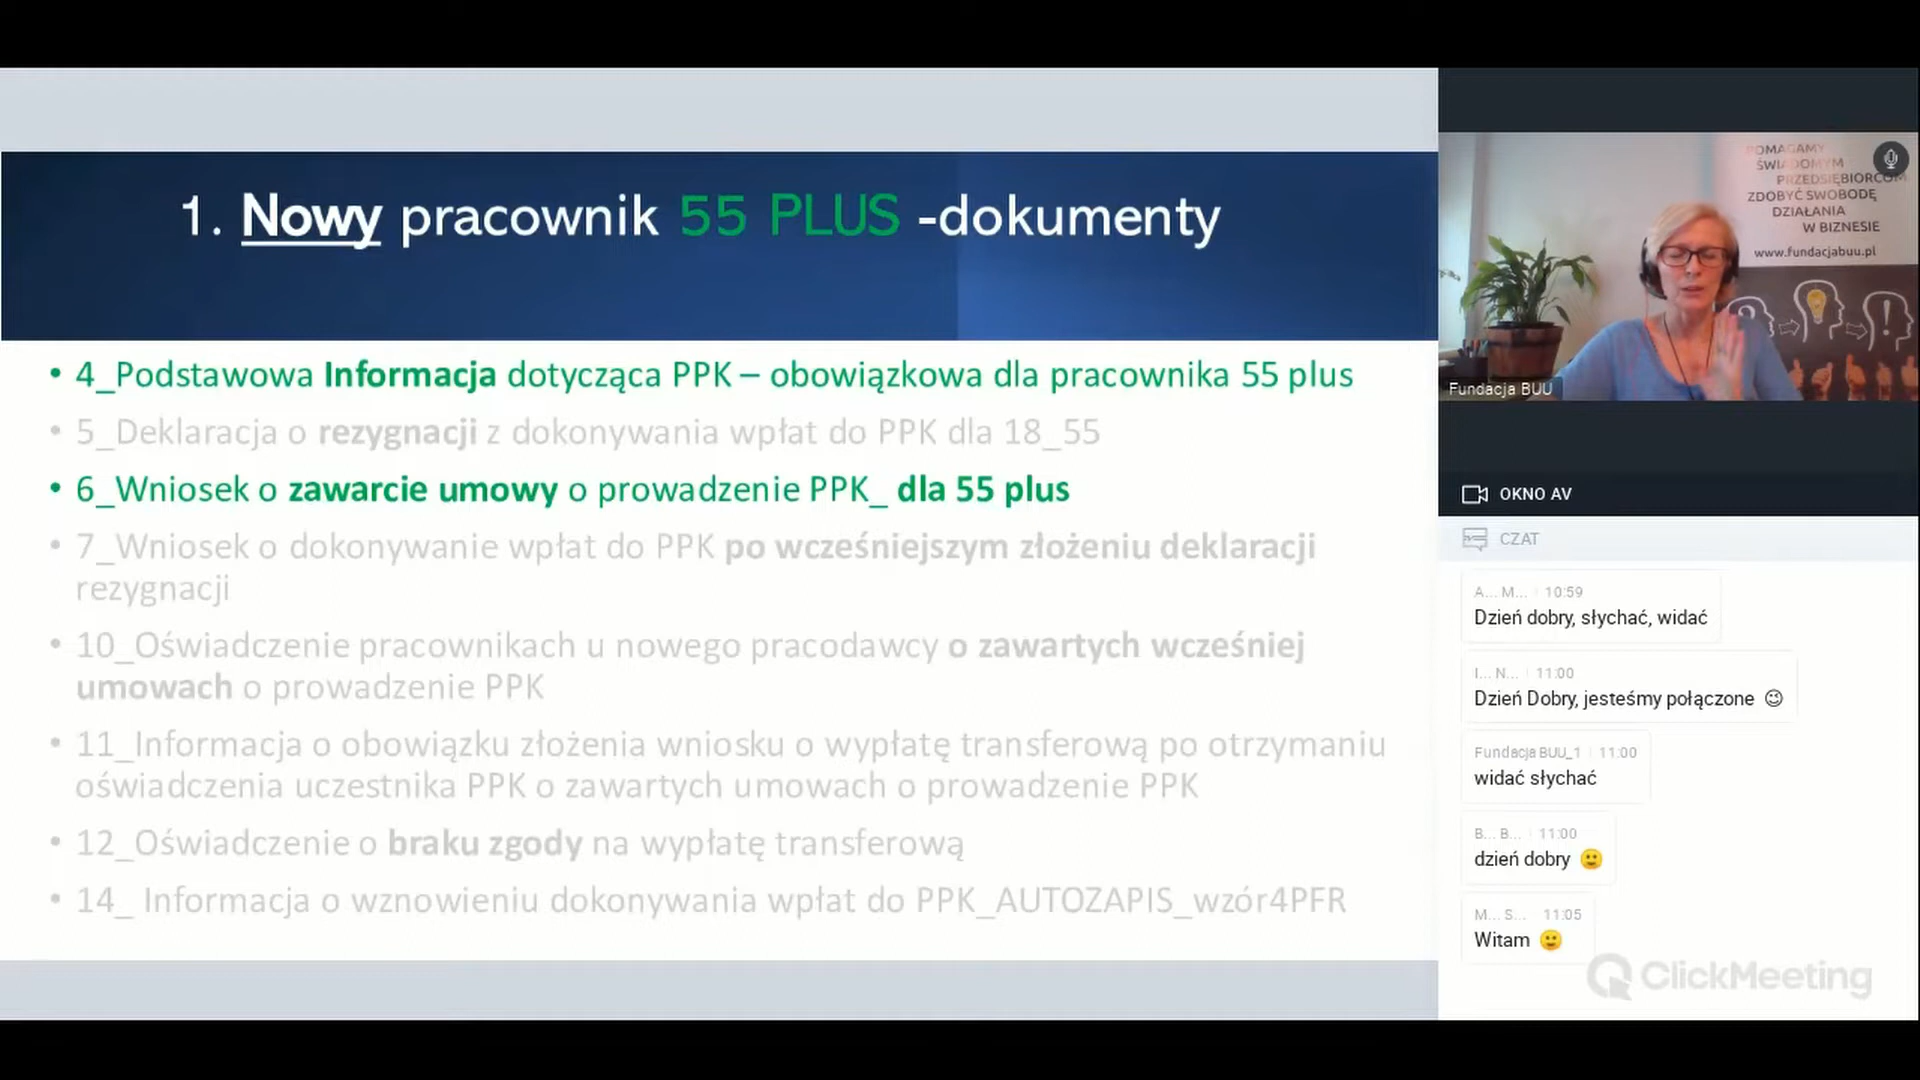 1. Nowy pracownik 55 PLUS -dokumenty
• 4_Podstawowa Informacja dotycząca PPK – obowiązkowa dla pracownika 55 plus
• 5_Deklaracja o rezygnacji z dokonywania wpłat do PPK dla 18_55
• 6_Wniosek o zawarcie umowy o prowadzenie PPK_ dla 55 plus
• 7_Wniosek o dokonywanie wpłat do PPK po wcześniejszym złożeniu deklaracji
rezygnacji
• 10_Oświadczenie pracownikach u nowego pracodawcy o zawartych wcześniej
umowach o prowadzenie PPK
• 11_Informacja o obowiązku złożenia wniosku o wypłatę transferową po otrzymaniu
oświadczenia uczestnika PPK o zawartych umowach o prowadzenie PPK
• 12_Oświadczenie o braku zgody na wypłatę transferową
• 14_ Informacja o wznowieniu dokonywania wpłat do PPK_AUTOZAPIS_wzór4PFR
POMAGAMY
ŚWIADOMYM
PRZEDSIĘBIORCOM
ZDOBYĆ SWOBODĘ
DZIAŁANIA
W BIZNESIE
www.fundacjabuu.pl
Fundacja BUU
OKNO AV
CZAT
A... M... 10:59
Dzień dobry, słychać, widać
I... N... 11:00
Dzień Dobry, jesteśmy połączone 😉
Fundacja BUU_1 11:00
widać słychać
B... B... 11:00
dzień dobry 🙂
M... S... 11:05
Witam 🙂
ClickMeeting